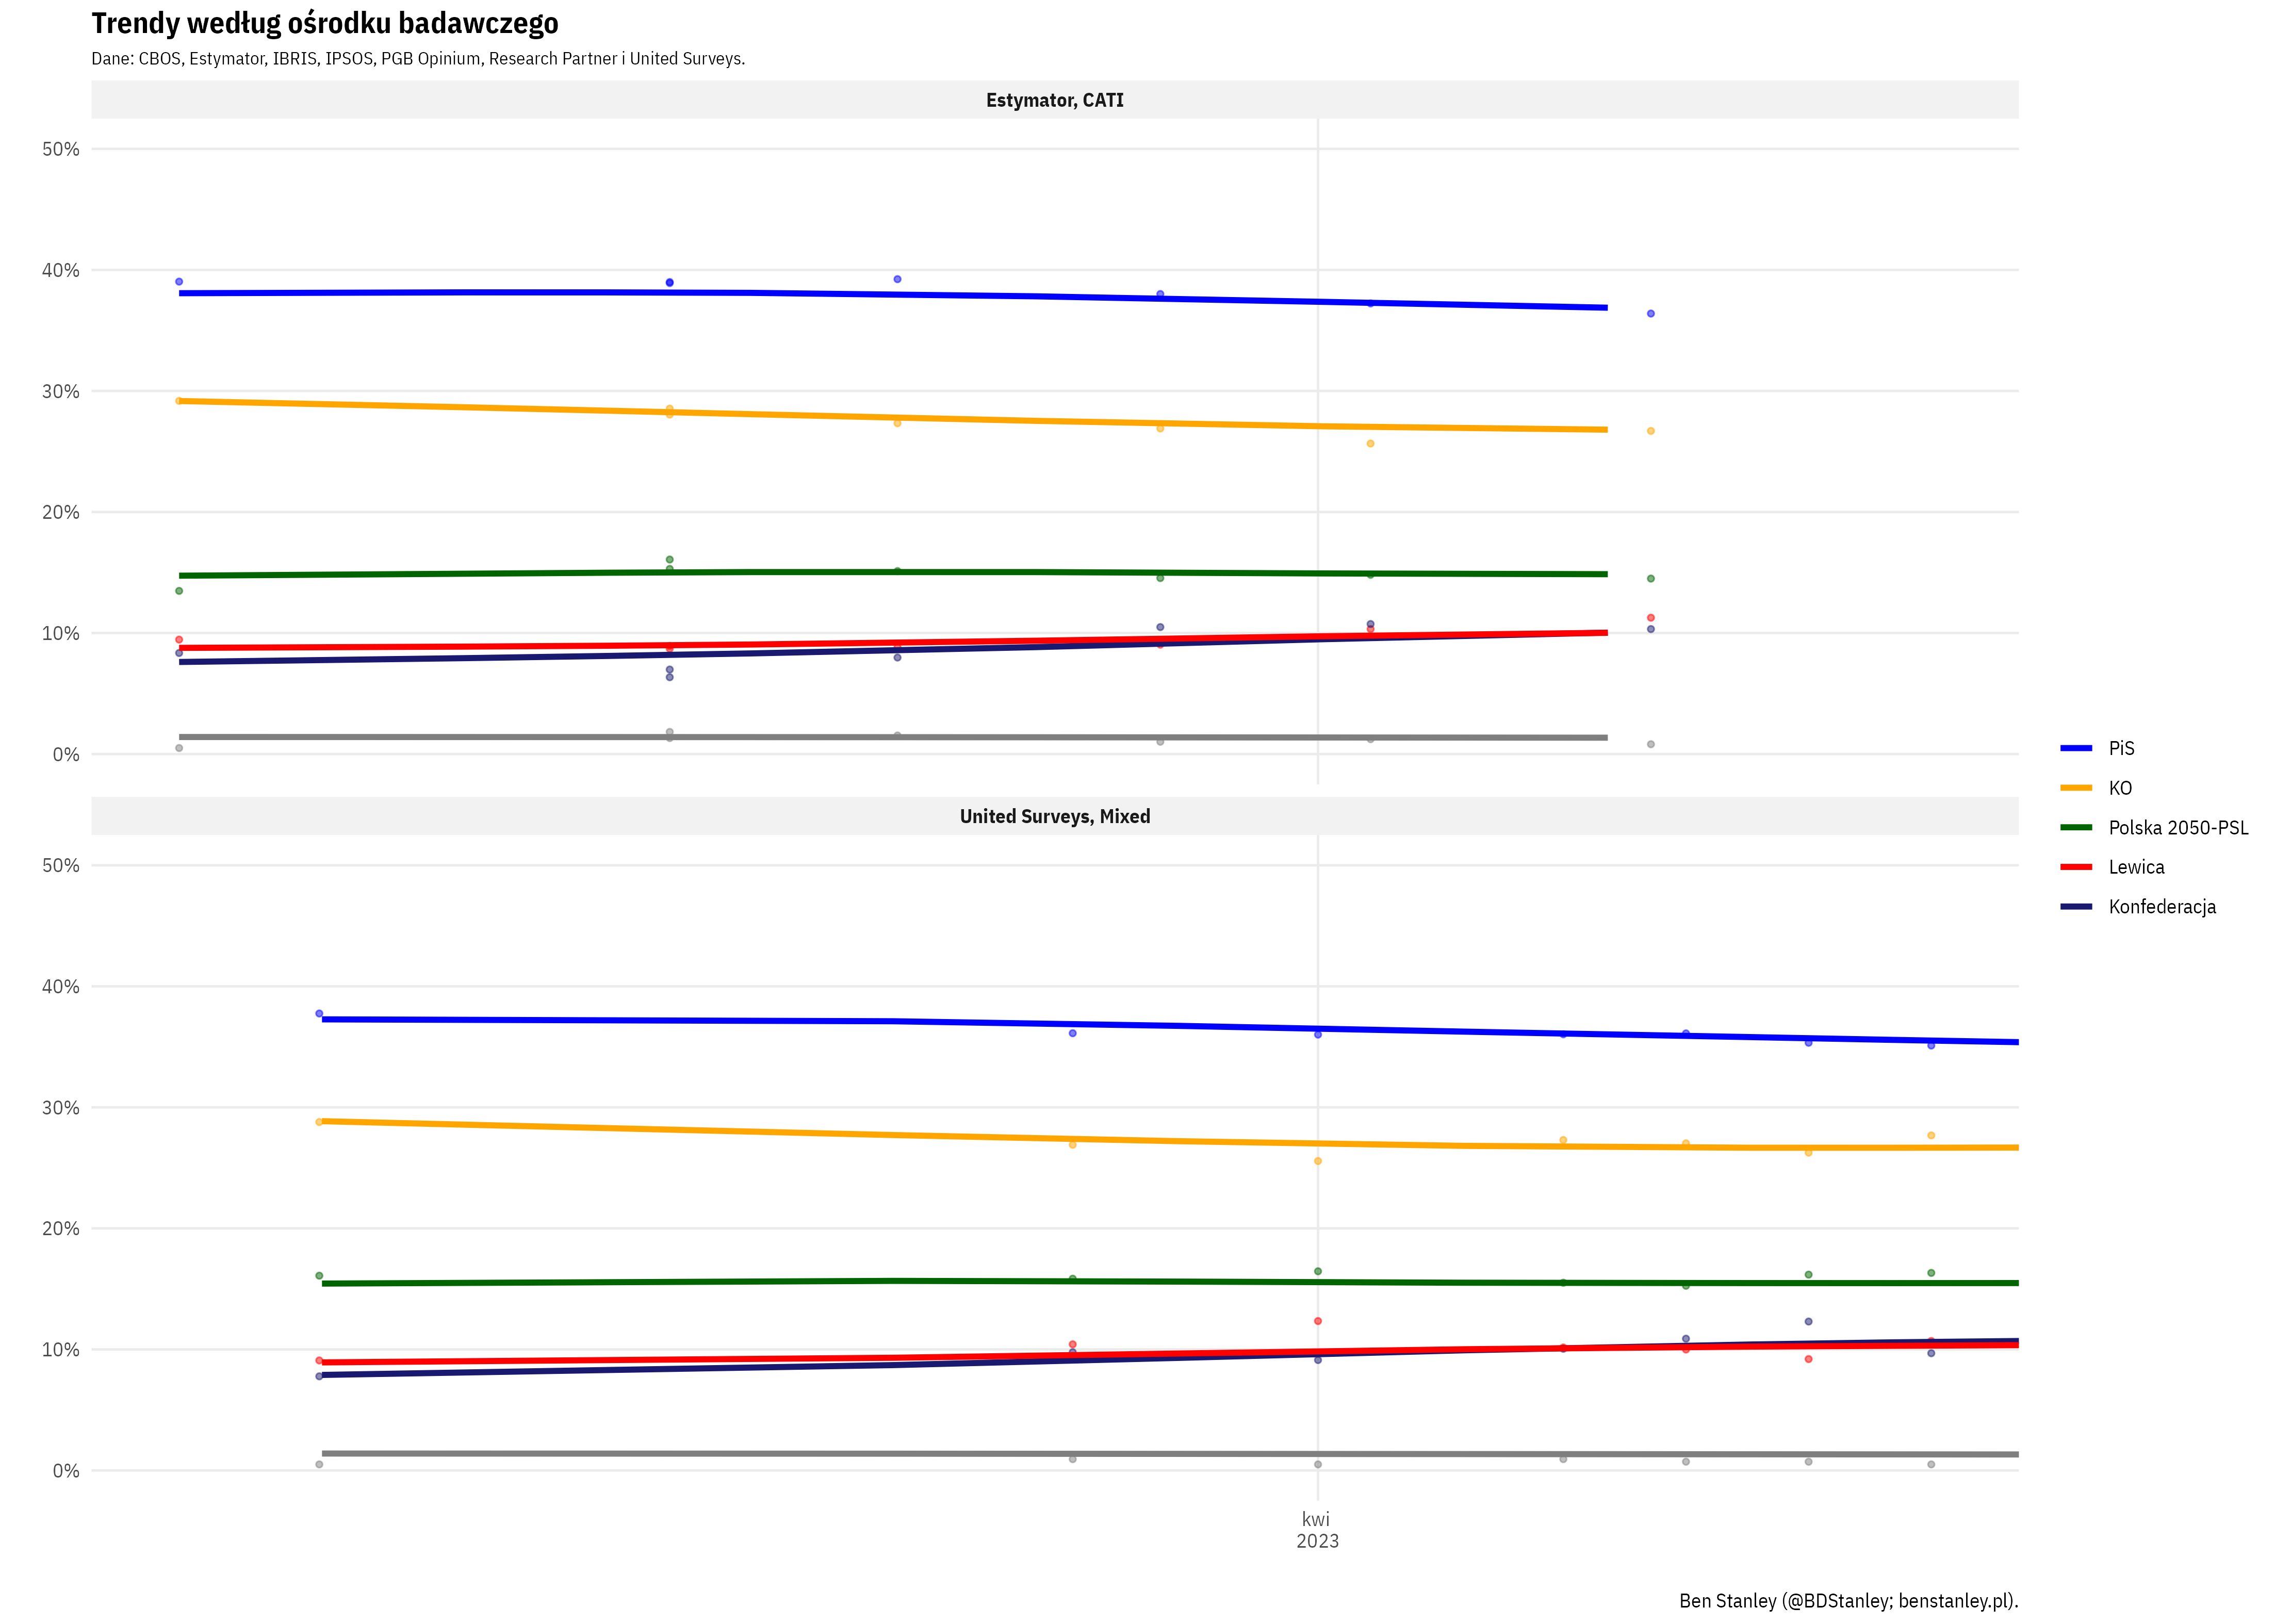 Trendy według ośrodku badawczego
Dane: CBOS, Estymator, IBRIS, IPSOS, PGB Opinium, Research Partner i United Surveys.
Estymator, CATI
50%
40%
30%
20%
10%
0%
United Surveys, Mixed
50%
40%
30%
20%
10%
0%
kwi
2023
PiS
KO
Polska 2050-PSL
Lewica
Konfederacja
Ben Stanley (@BDStanley; benstanley.pl).